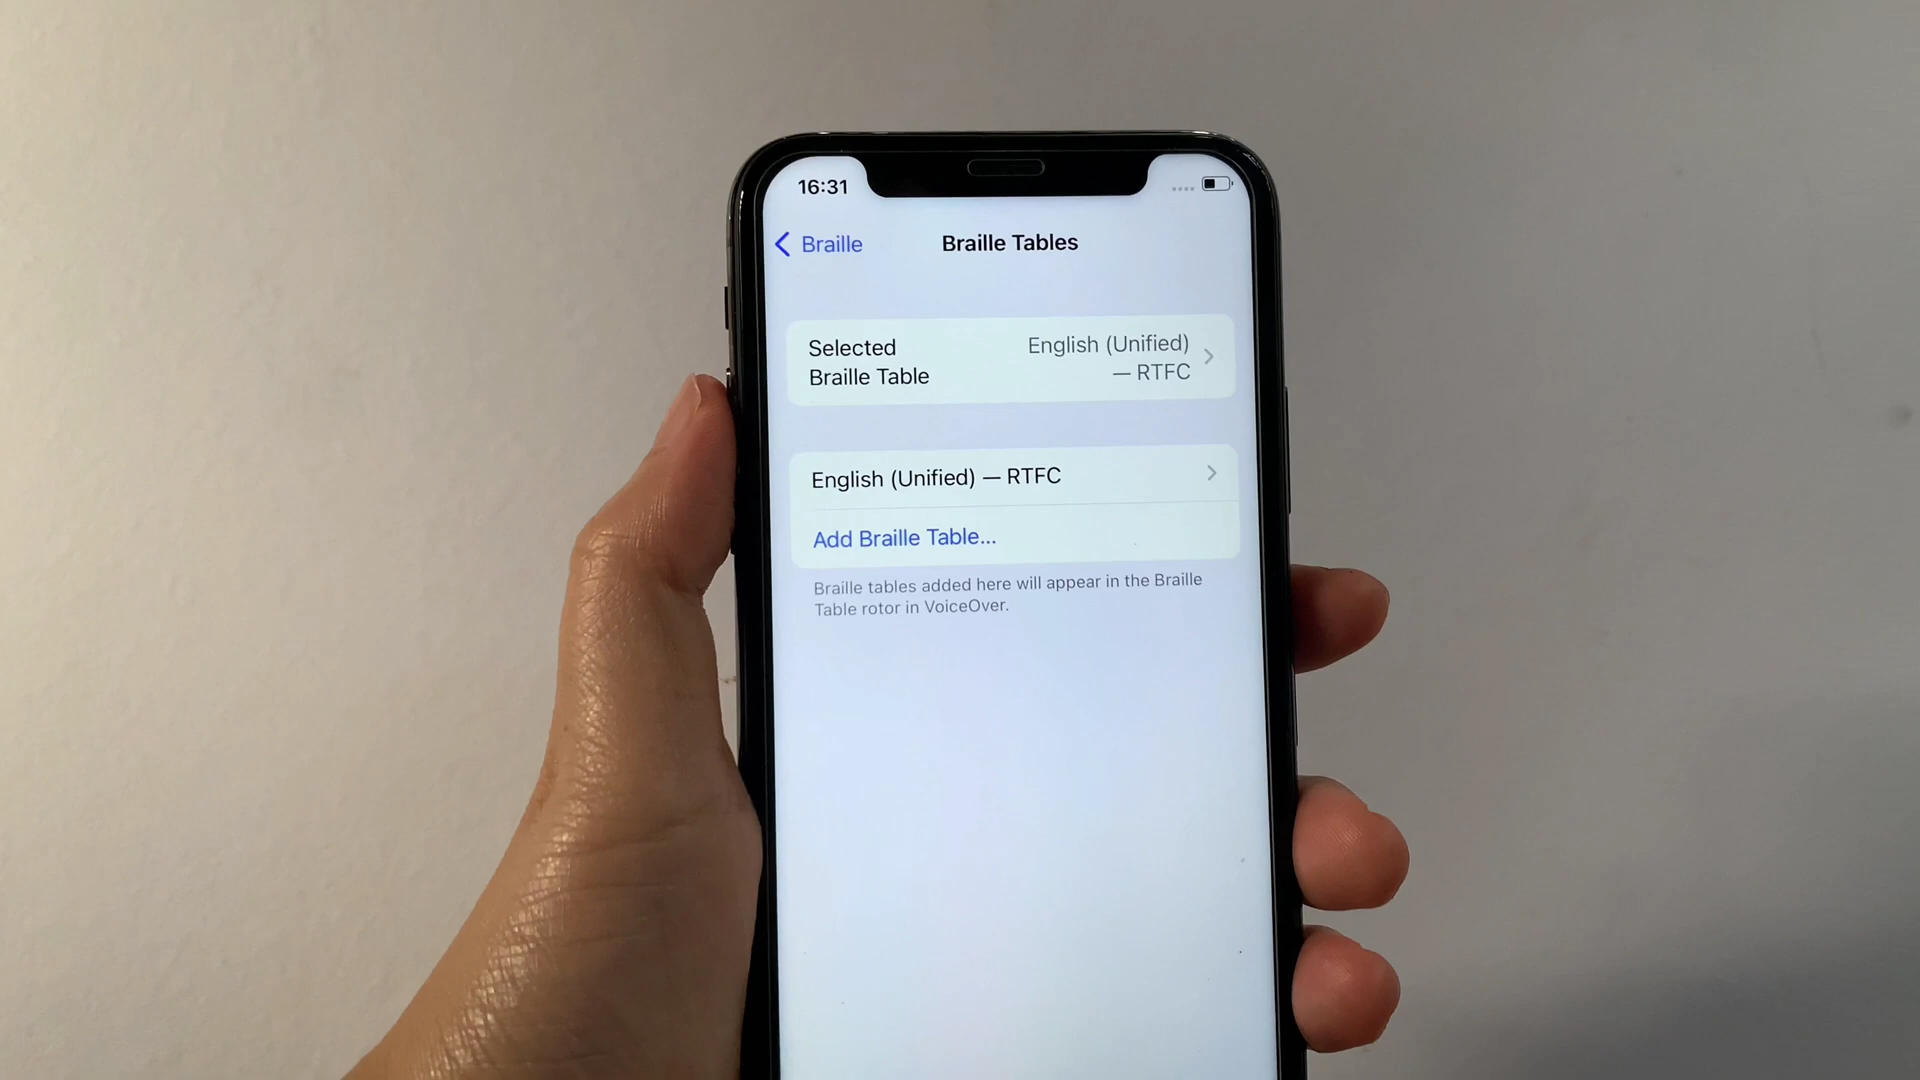 16:31
Braille
Braille Tables
Selected
Braille Table
English (Unified)
— RTFC
English (Unified) — RTFC
Add Braille Table...
Braille tables added here will appear in the Braille
Table rotor in VoiceOver.